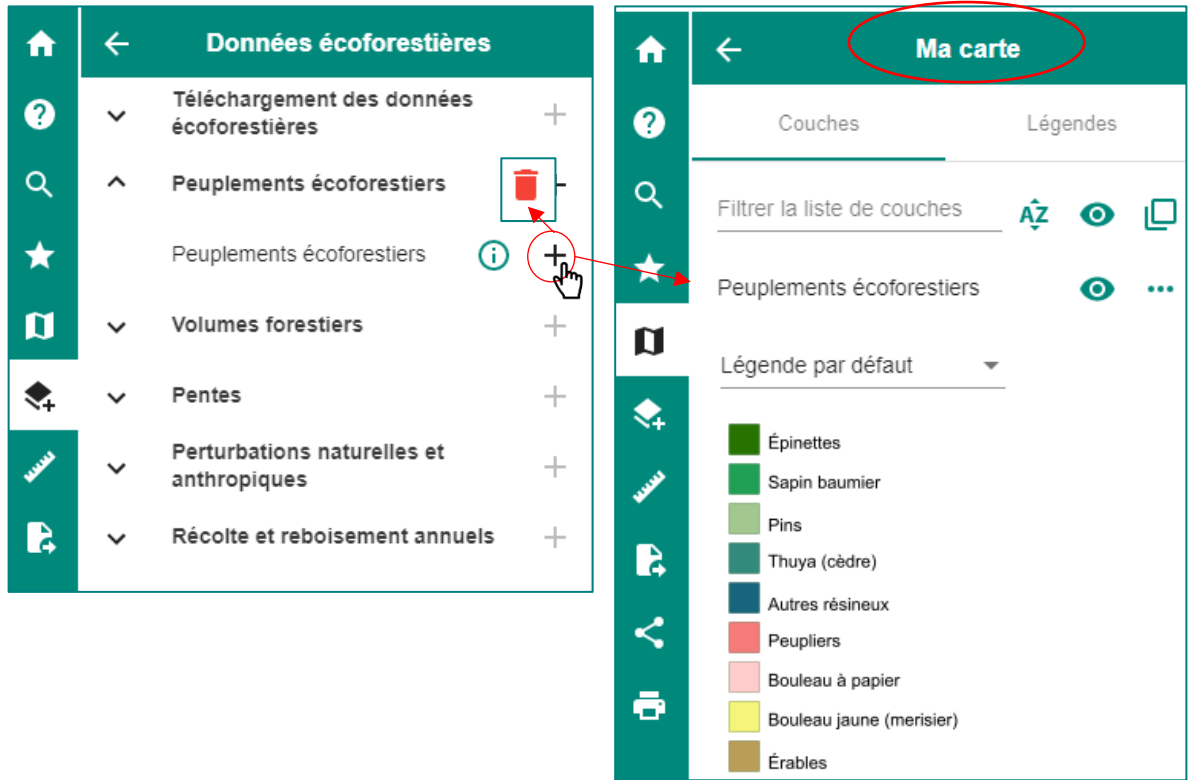 Données écoforestières
Téléchargement des données
écoforestières
Peuplements écoforestiers
Peuplements écoforestiers
Volumes forestiers
Pentes
Perturbations naturelles et
anthropiques
Récolte et reboisement annuels
Ma carte
Couches Légendes
Filtrer la liste de couches AZ
Peuplements écoforestiers
Légende par défaut
Épinettes
Sapin baumier
Pins
Thuya (cèdre)
Autres résineux
Peupliers
Bouleau à papier
Bouleau jaune (merisier)
Érables